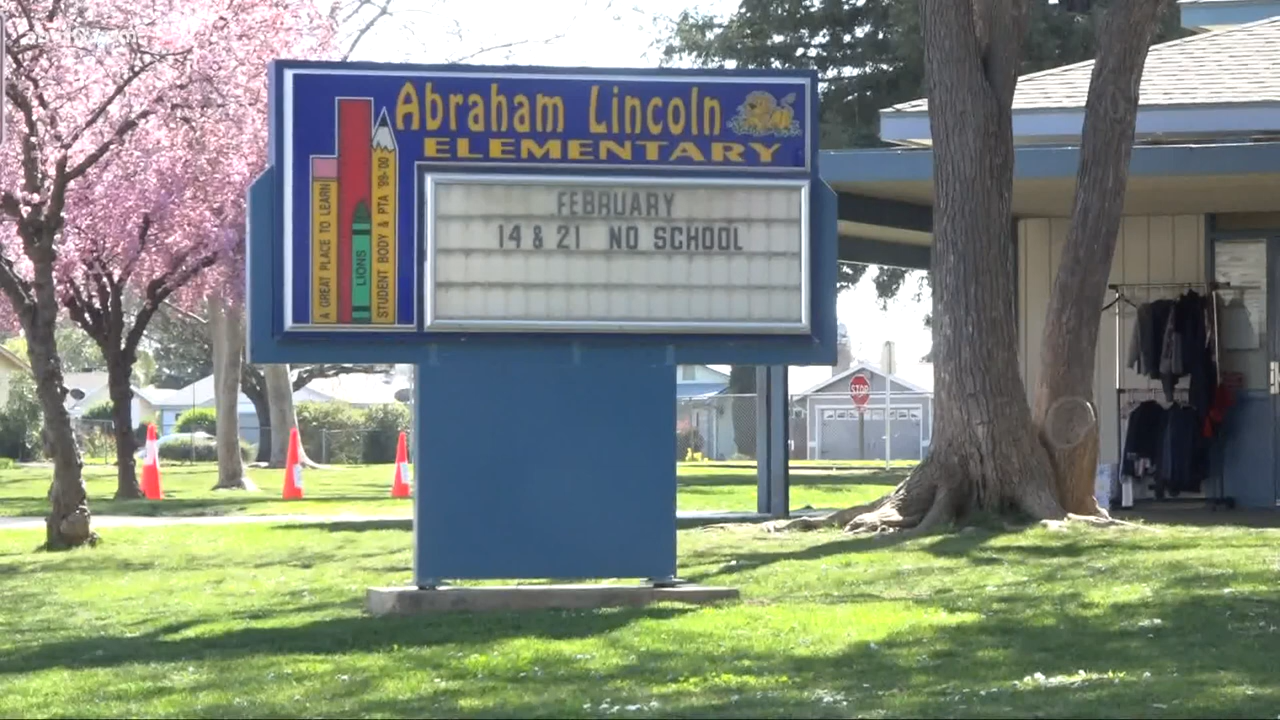 Abraham Lincoln
ELEMENTARY
A GREAT PLACE TO LEARN
LIONS
STUDENT BODY & PTA '99-'00
FEBRUARY
14 & 21 NO SCHOOL
STOP